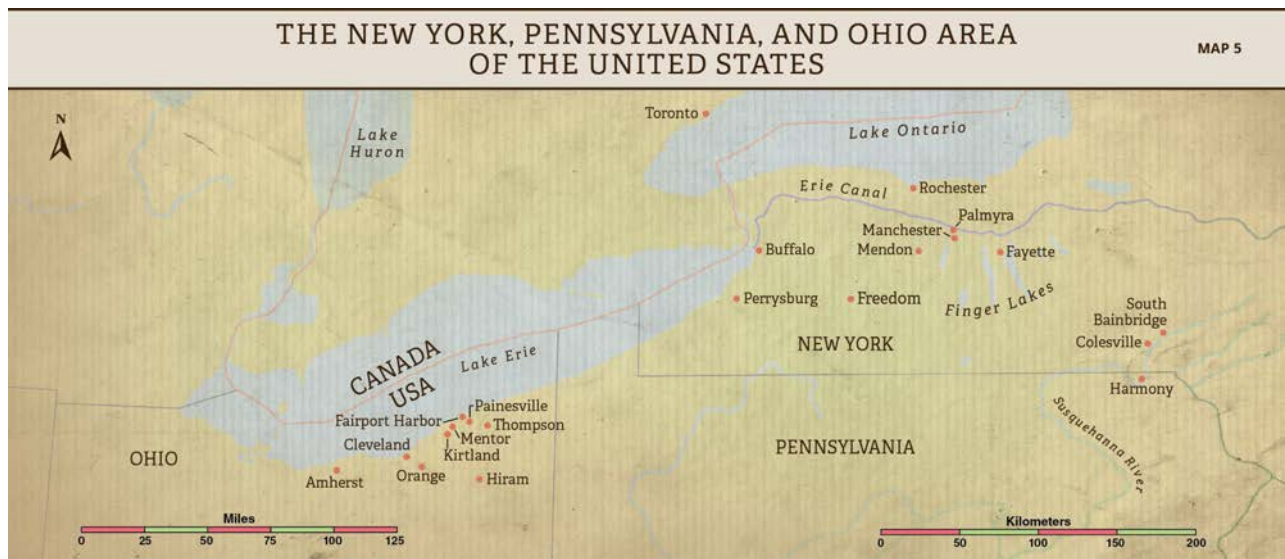 THE NEW YORK, PENNSYLVANIA, AND OHIO AREA
OF THE UNITED STATES
MAP 5
N
Toronto
Lake
Huron
Lake Ontario
Erie Canal
Rochester
Palmyra
Manchester
Mendon
Buffalo
Fayette
Perrysburg
Freedom
Finger Lakes
South
Bainbridge
Colesville
NEW YORK
Harmony
CANADA
USA
Lake Erie
Painesville
Fairport Harbor
Thompson
Mentor
Cleveland
Kirtland
OHIO
Orange
Hiram
Amherst
PENNSYLVANIA
Susquehanna River
Miles
0 25 50 75 100 125
Kilometers
0 50 100 150 200